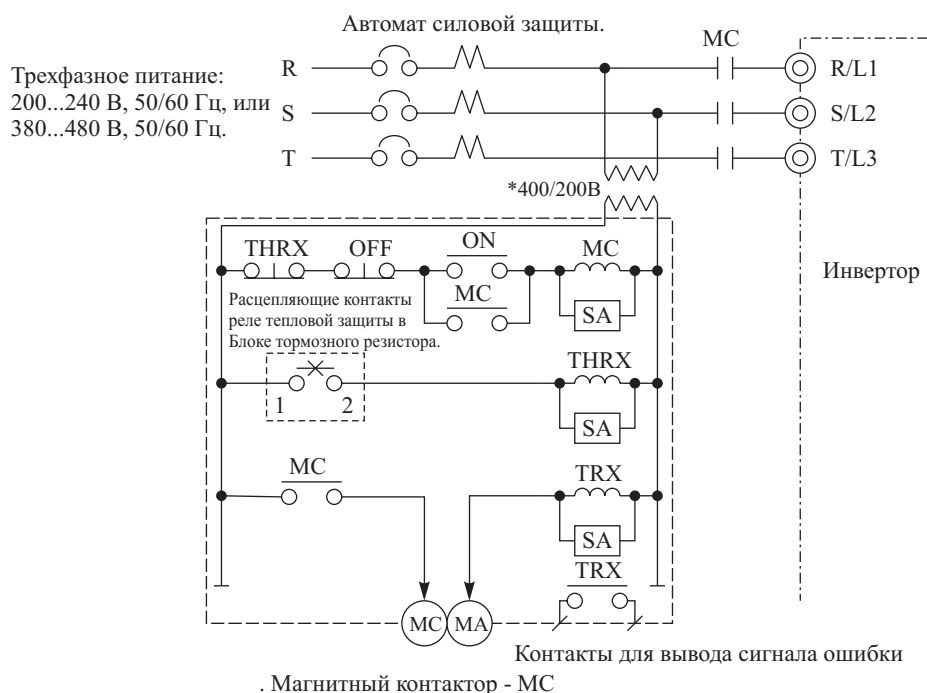 Автомат силовой защиты.
MC
Трехфазное питание:
200...240 В, 50/60 Гц, или
380...480 В, 50/60 Гц.
R
R/L1
S
S/L2
T
T/L3
*400/200В
THRX
OFF
ON
MC
MC
SA
Инвертор
Расцепляющие контакты
реле тепловой защиты в
Блоке тормозного резистора.
THRX
1
2
SA
MC
TRX
SA
TRX
MC
MA
Контакты для вывода сигнала ошибки
. Магнитный контактор - МС